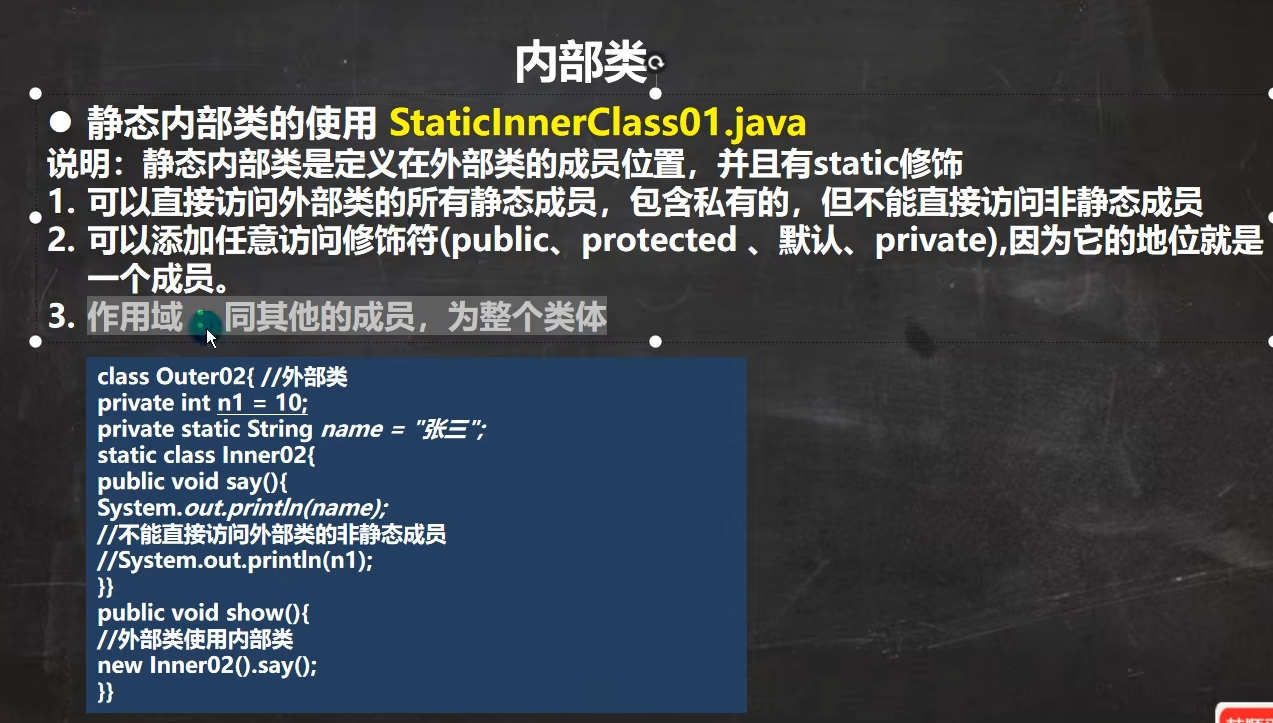 内部类
● 静态内部类的使用 StaticInnerClass01.java
说明：静态内部类是定义在外部类的成员位置，并且有static修饰
1. 可以直接访问外部类的所有静态成员，包含私有的，但不能直接访问非静态成员
2. 可以添加任意访问修饰符(public、protected 、默认、private),因为它的地位就是
一个成员。
3. 作用域 ：同其他的成员，为整个类体
class Outer02{ //外部类
private int n1 = 10;
private static String name = "张三";
static class Inner02{
public void say(){
System.out.println(name);
//不能直接访问外部类的非静态成员
//System.out.println(n1);
}}
public void show(){
//外部类使用内部类
new Inner02().say();
}}